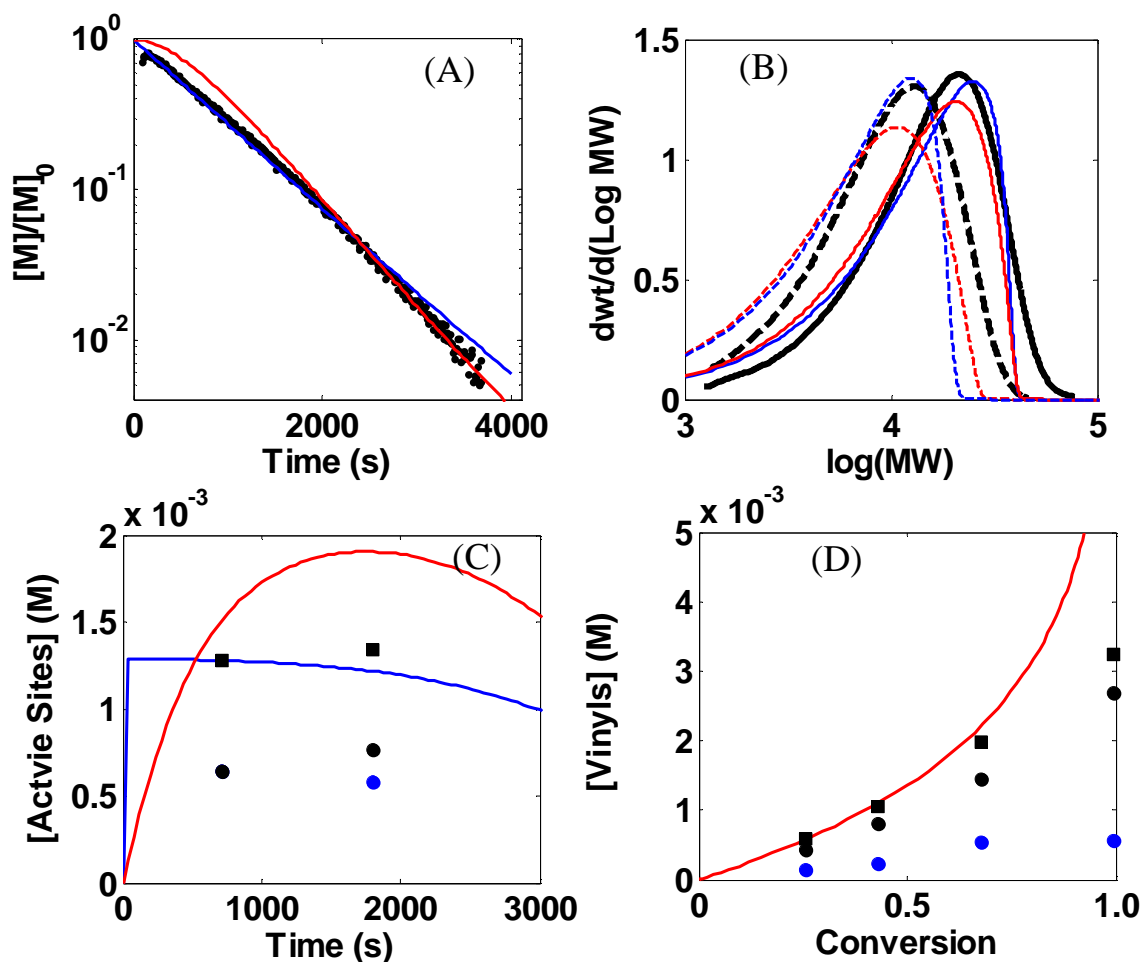 (A)
10^0
10^-1
10^-2
[M]/[M]_0
0 2000 4000
Time (s)
(B)
1.5
1
0.5
0
dwt/d(Log MW)
3 4 5
log(MW)
(C)
x 10^-3
2
1.5
1
0.5
0
[Actvie Sites] (M)
0 1000 2000 3000
Time (s)
(D)
x 10^-3
5
4
3
2
1
0
[Vinyls] (M)
0 0.5 1.0
Conversion